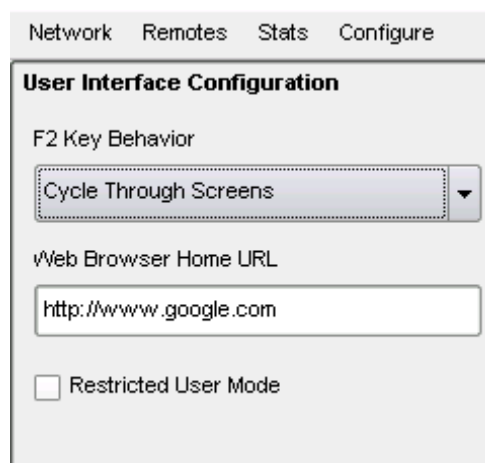 Network Remotes Stats Configure
User Interface Configuration
F2 Key Behavior
Cycle Through Screens
Web Browser Home URL
http://www.google.com
Restricted User Mode